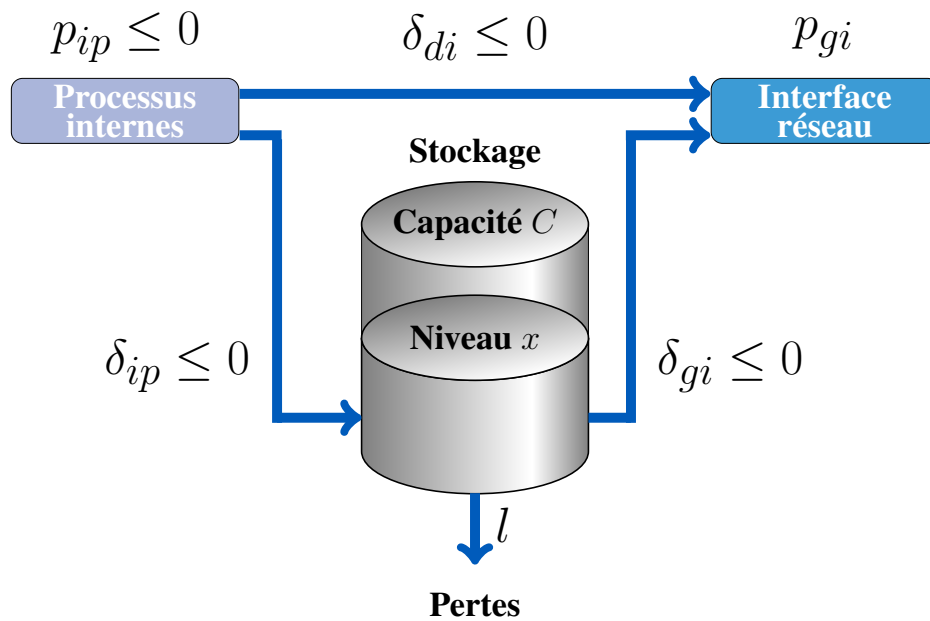 p_{ip} ≤ 0
δ_{di} ≤ 0
p_{gi}
Processus
internes
Interface
réseau
Stockage
Capacité C
Niveau x
δ_{ip} ≤ 0
δ_{gi} ≤ 0
l
Pertes